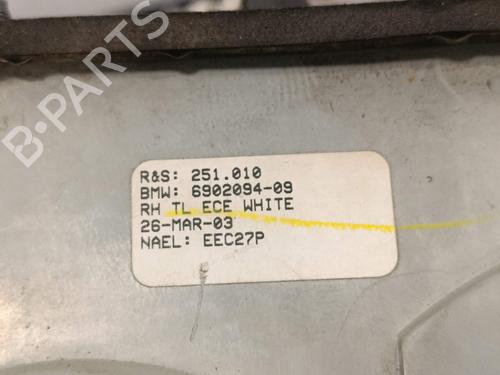 B-PARTS
R&S: 251.010
BMW: 6902094-09
RH TL ECE WHITE
26-MAR-03
NAEL: EEC27P